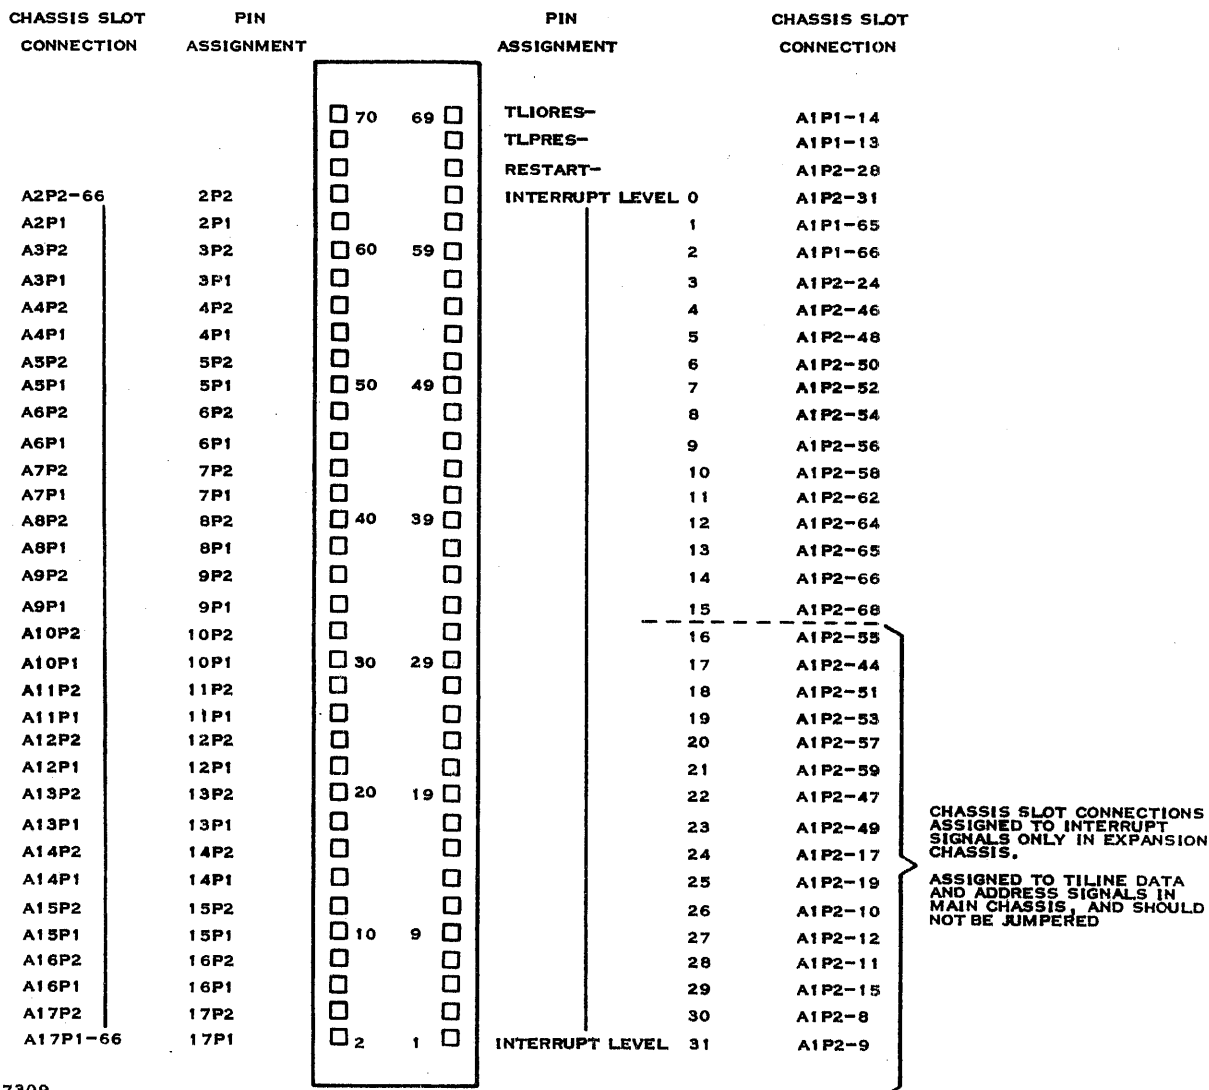 CHASSIS SLOT PIN PIN CHASSIS SLOT
CONNECTION ASSIGNMENT ASSIGNMENT CONNECTION
70 69 TLIORES- A1P1-14
TLPRES- A1P1-13
RESTART- A1P2-28
A2P2-66 2P2 INTERRUPT LEVEL 0 A1P2-31
A2P1 2P1 1 A1P1-65
A3P2 3P2 60 59 2 A1P1-66
A3P1 3P1 3 A1P2-24
A4P2 4P2 4 A1P2-46
A4P1 4P1 5 A1P2-48
A5P2 5P2 6 A1P2-50
A5P1 5P1 50 49 7 A1P2-52
A6P2 6P2 8 A1P2-54
A6P1 6P1 9 A1P2-56
A7P2 7P2 10 A1P2-58
A7P1 7P1 11 A1P2-62
A8P2 8P2 40 39 12 A1P2-64
A8P1 8P1 13 A1P2-65
A9P2 9P2 14 A1P2-66
A9P1 9P1 15 A1P2-68
A10P2 10P2 16 A1P2-55
A10P1 10P1 30 29 17 A1P2-44
A11P2 11P2 18 A1P2-51
A11P1 11P1 19 A1P2-53
A12P2 12P2 20 A1P2-57
A12P1 12P1 21 A1P2-59
A13P2 13P2 20 19 22 A1P2-47
A13P1 13P1 23 A1P2-49
A14P2 14P2 24 A1P2-17
A14P1 14P1 25 A1P2-19
A15P2 15P2 26 A1P2-10
A15P1 15P1 10 9 27 A1P2-12
A16P2 16P2 28 A1P2-11
A16P1 16P1 29 A1P2-15
A17P2 17P2 30 A1P2-8
A17P1-66 17P1 2 1 INTERRUPT LEVEL 31 A1P2-9
CHASSIS SLOT CONNECTIONS
ASSIGNED TO INTERRUPT
SIGNALS ONLY IN EXPANSION
CHASSIS.
ASSIGNED TO TILINE DATA
AND ADDRESS SIGNALS IN
MAIN CHASSIS, AND SHOULD
NOT BE JUMPERED